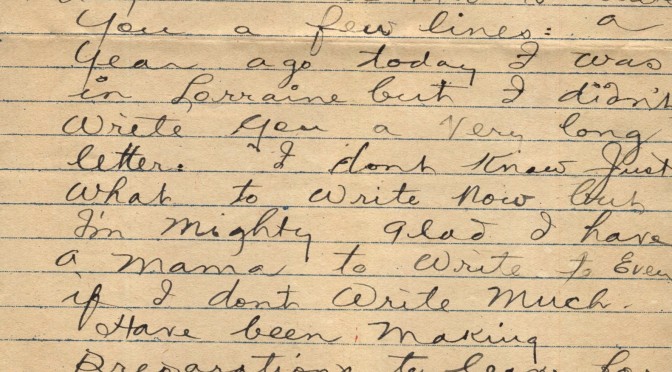 You a few lines: a
Year ago today I was
in Lorraine but I didn't
Write you a Very long
letter. I dont Know Just
What to Write Now but
I'm Mighty Glad I have
a Mama to Write to Even
if I dont Write Much.
Have been Making
Preparations to leave for